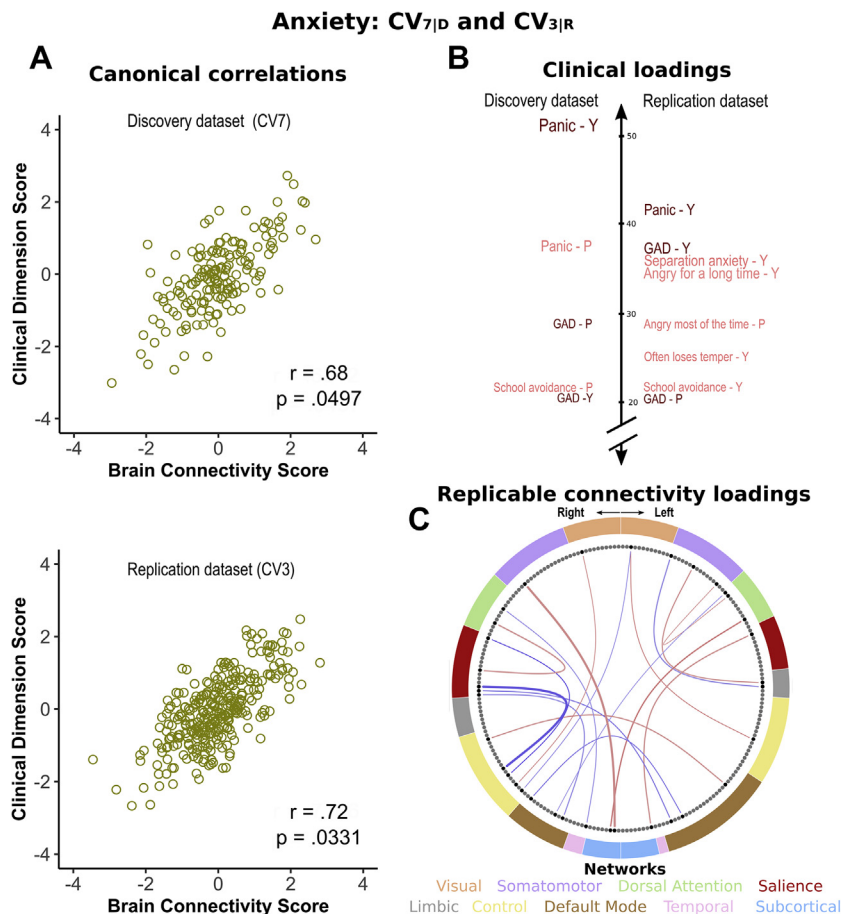 Anxiety: CV7|D and CV3|R
A
Canonical correlations
Discovery dataset (CV7)
Clinical Dimension Score
4
2
0
-2
-4
r = .68
p = .0497
-4 -2 0 2 4
Brain Connectivity Score
Replication dataset (CV3)
Clinical Dimension Score
4
2
0
-2
-4
r = .72
p = .0331
-4 -2 0 2 4
Brain Connectivity Score
B
Clinical loadings
Discovery dataset Replication dataset
Panic - Y
50
Panic - Y
40
Panic - P
GAD - Y
Separation anxiety - Y
Angry for a long time - Y
30
GAD - P
Angry most of the time - P
Often loses temper - Y
School avoidance - P
School avoidance - Y
GAD -Y
20
GAD - P
Replicable connectivity loadings
C
Right Left
Networks
Visual Somatomotor Dorsal Attention Salience
Limbic Control Default Mode Temporal Subcortical